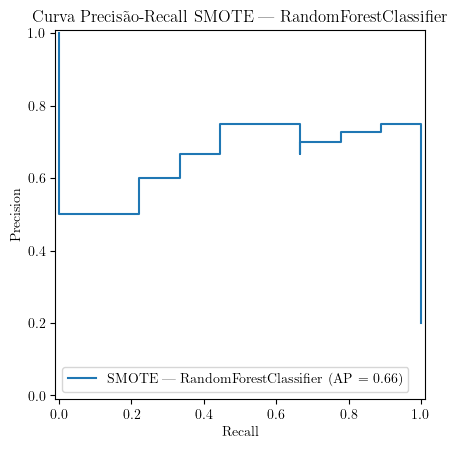 Curva Precisão-Recall SMOTE — RandomForestClassifier
1.0
0.8
0.6
0.4
0.2
0.0
Precision
SMOTE — RandomForestClassifier (AP = 0.66)
0.0 0.2 0.4 0.6 0.8 1.0
Recall